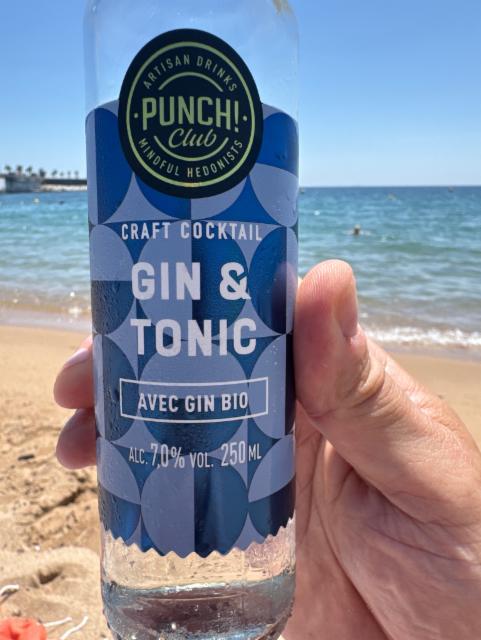 ARTISAN DRINKS
·PUNCH!·
Club
MINDFUL HEDONISTS
CRAFT COCKTAIL
GIN &
TONIC
AVEC GIN BIO
ALC. 7,0% VOL. 250 ML